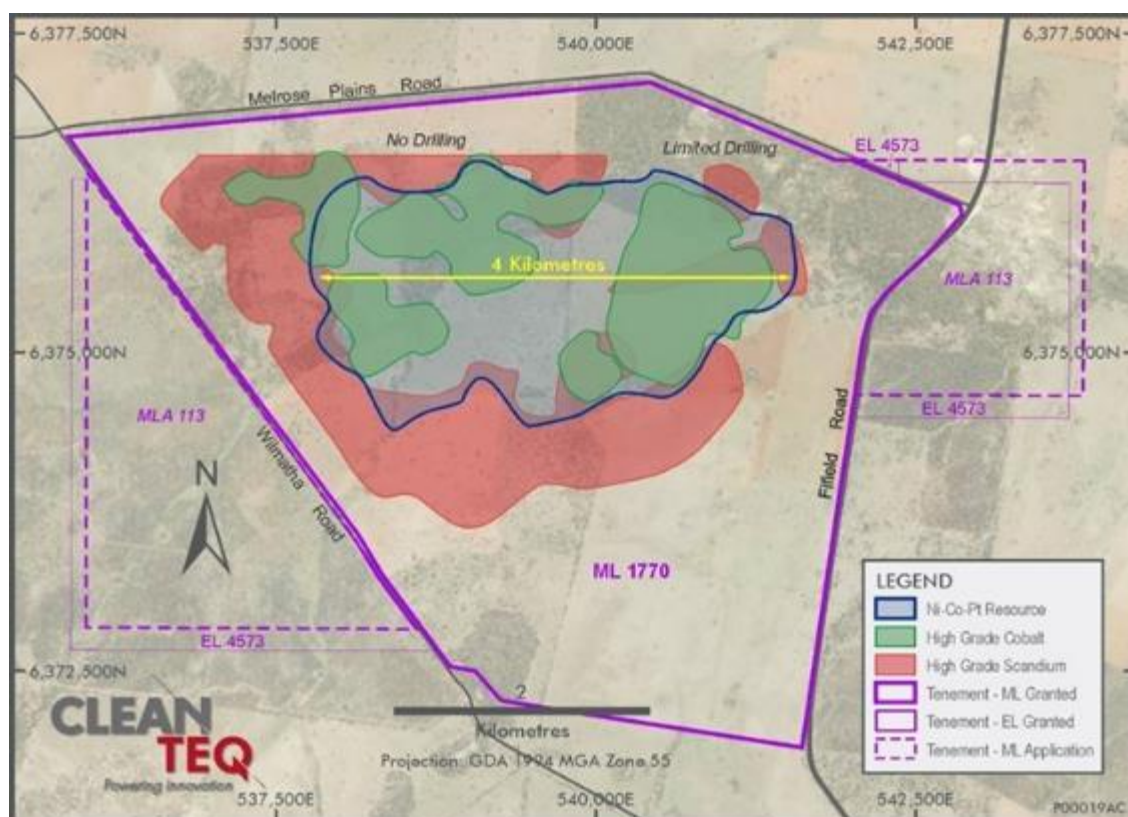 6,377,500N
537,500E
540,000E
542,500E
6,377,500N
Melrose Plains Road
No Drilling
Limited Drilling
EL 4573
4 Kilometres
MLA 113
6,375,000N
6,375,000N
MLA 113
EL 4573
Wilmatha Road
Fifield Road
N
ML 1770
EL 4573
LEGEND
Ni-Co-Pt Resource
High Grade Cobalt
High Grade Scandium
Tenement - ML Granted
Tenement - EL Granted
Tenement - ML Application
6,372,500N
2
Kilometres
Projection: GDA 1994 MGA Zone 55
CLEAN
TEQ
Powering Innovation
537,500E
540,000E
542,500E
P00019AC